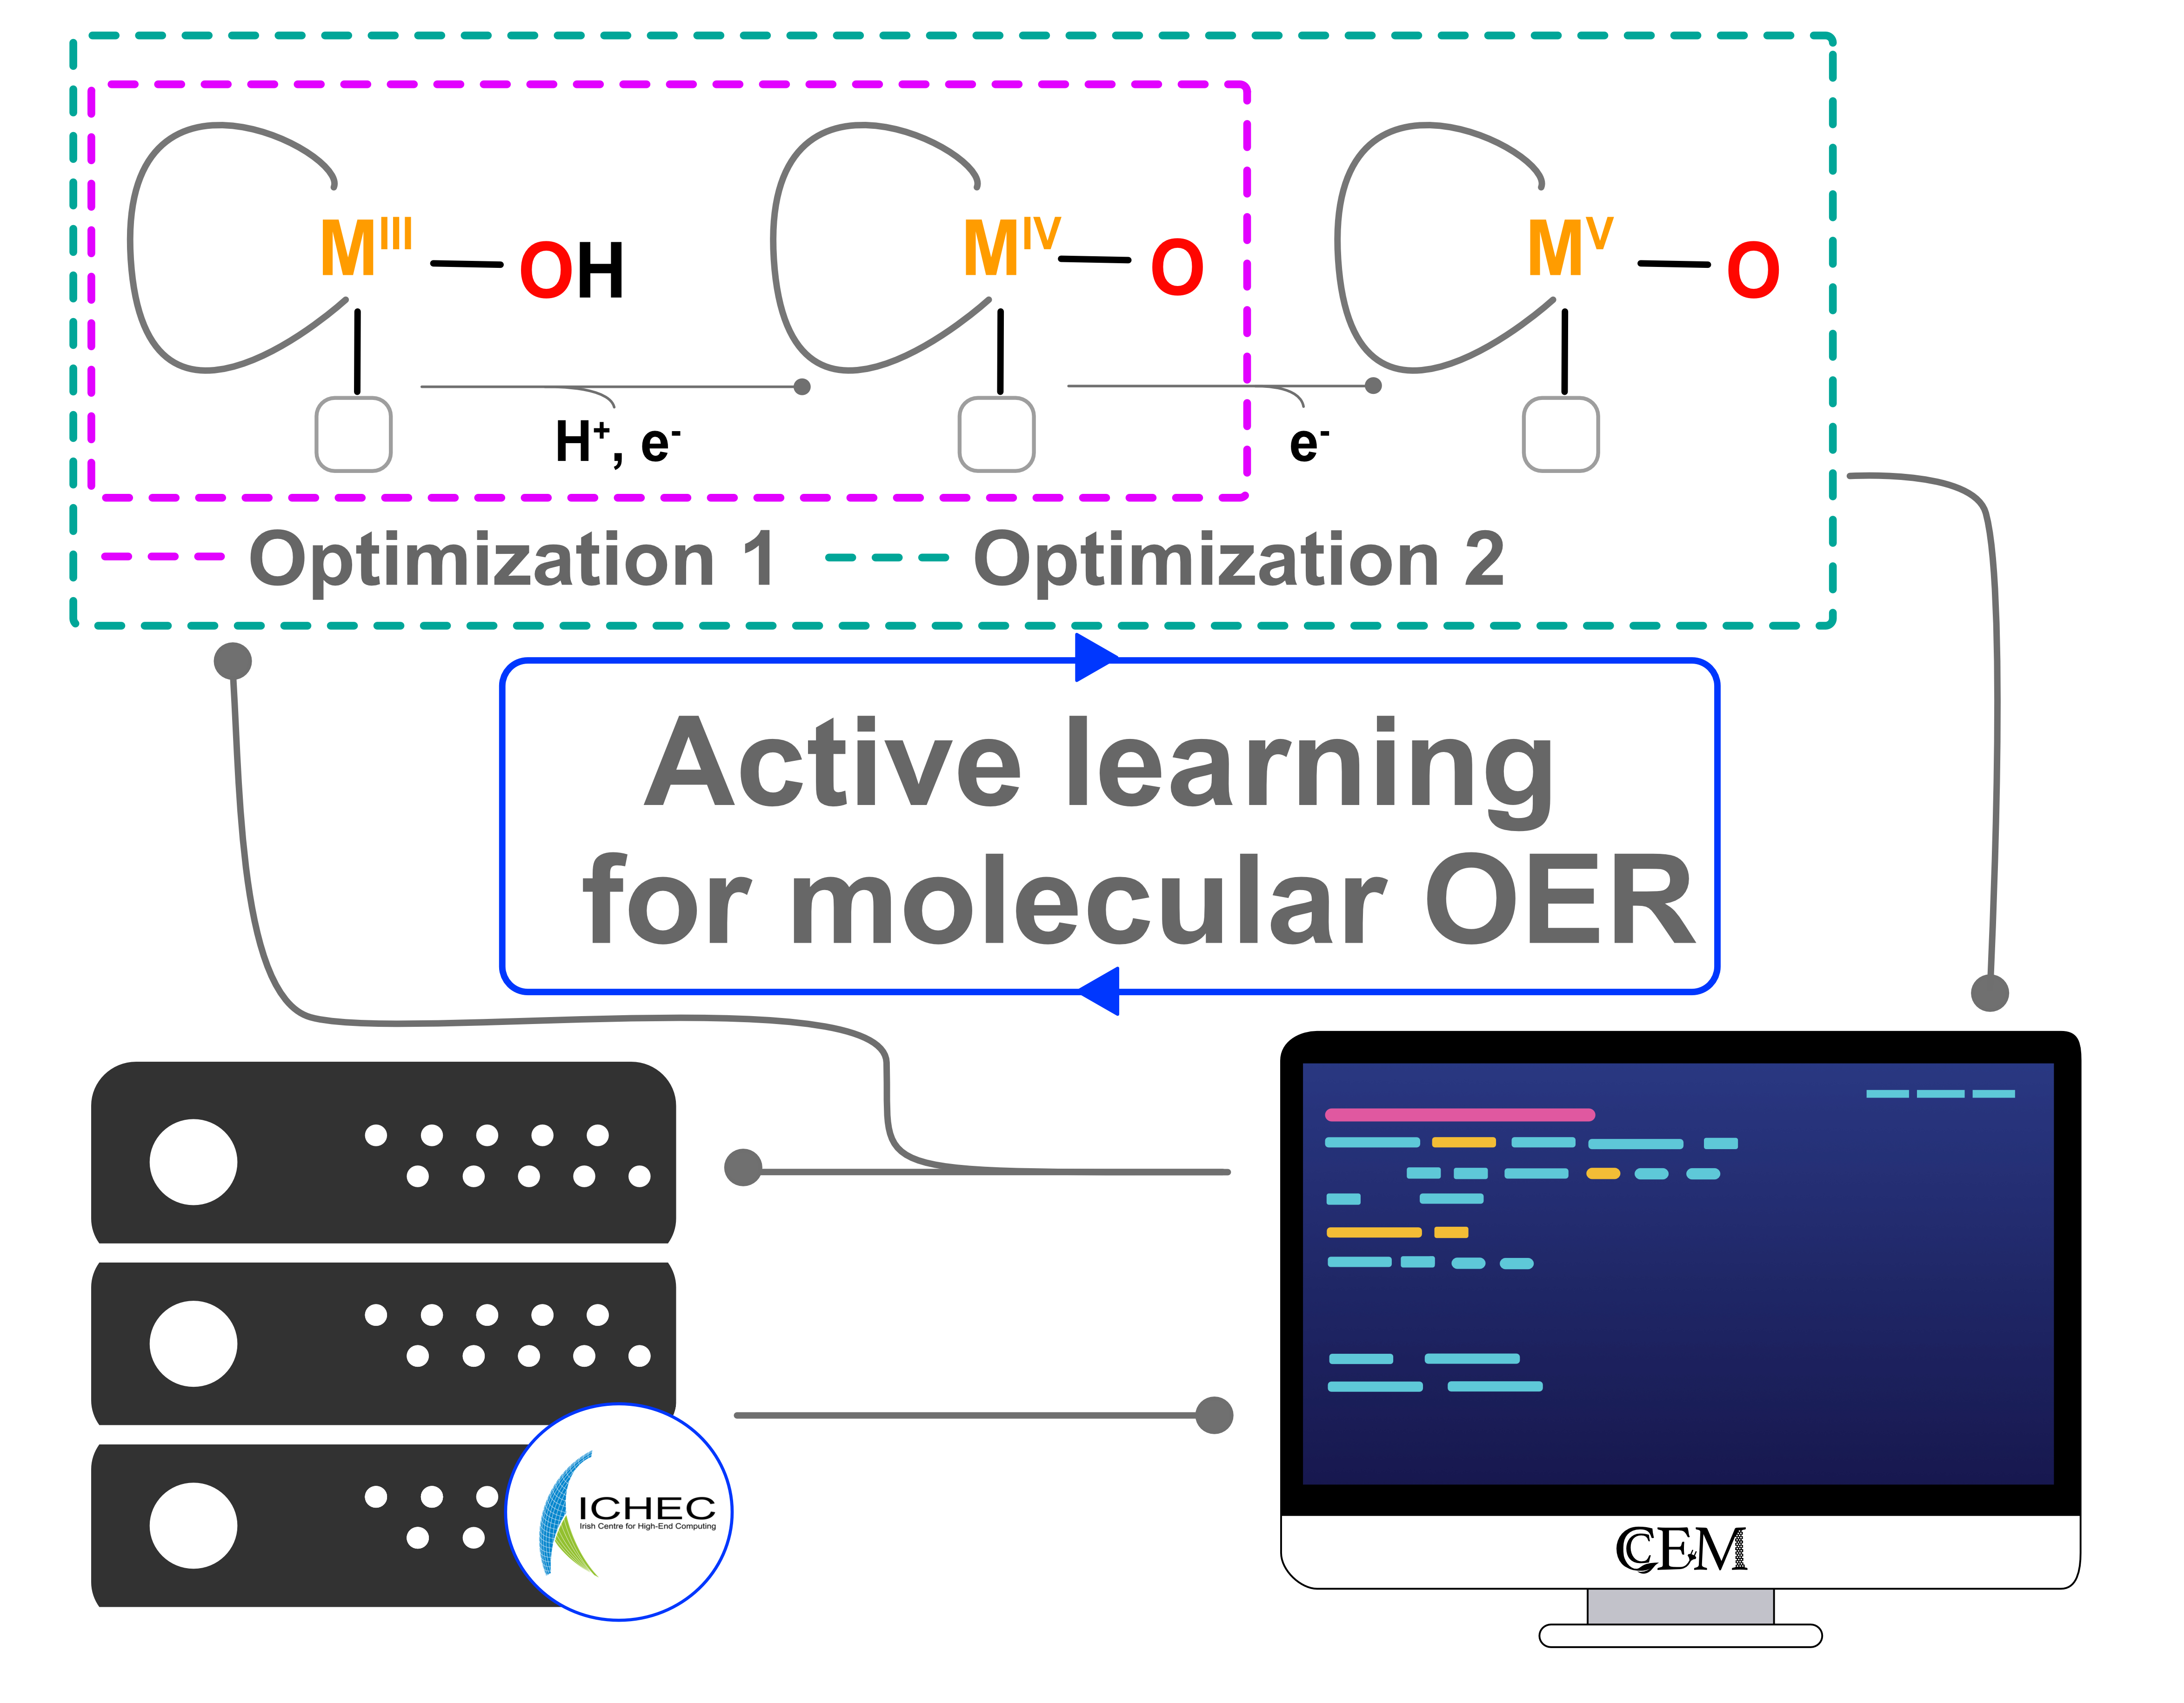 M^III — OH
M^IV — O
M^V — O
H⁺, e⁻
e⁻
Optimization 1
Optimization 2
Active learning
for molecular OER
ICHEC
Irish Centre for High-End Computing
CCEM